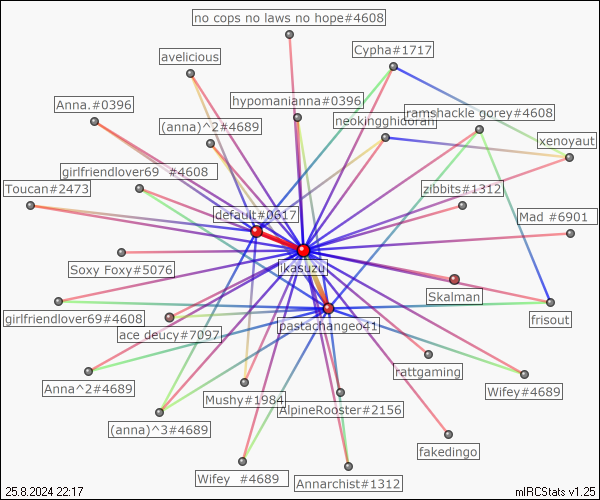 no cops no laws no hope#4608
Cypha#1717
avelicious
Anna.#0396
hypomanianna#0396
ramshackle gorey#4608
(anna)^2#4689
neokingghidorah
xenoyaut
girlfriendlover69 #4608
Toucan#2473
zibbits#1312
default#0617
Mad #6901
Soxy Foxy#5076
ikasuzu
Skalman
girlfriendlover69#4608
frisout
ace deucy#7097
pastachangeo41
rattgaming
Anna^2#4689
Wifey#4689
Mushy#1984
AlpineRooster#2156
(anna)^3#4689
fakedingo
Wifey #4689
Annarchist#1312
25.8.2024 22:17
mIRCStats v1.25